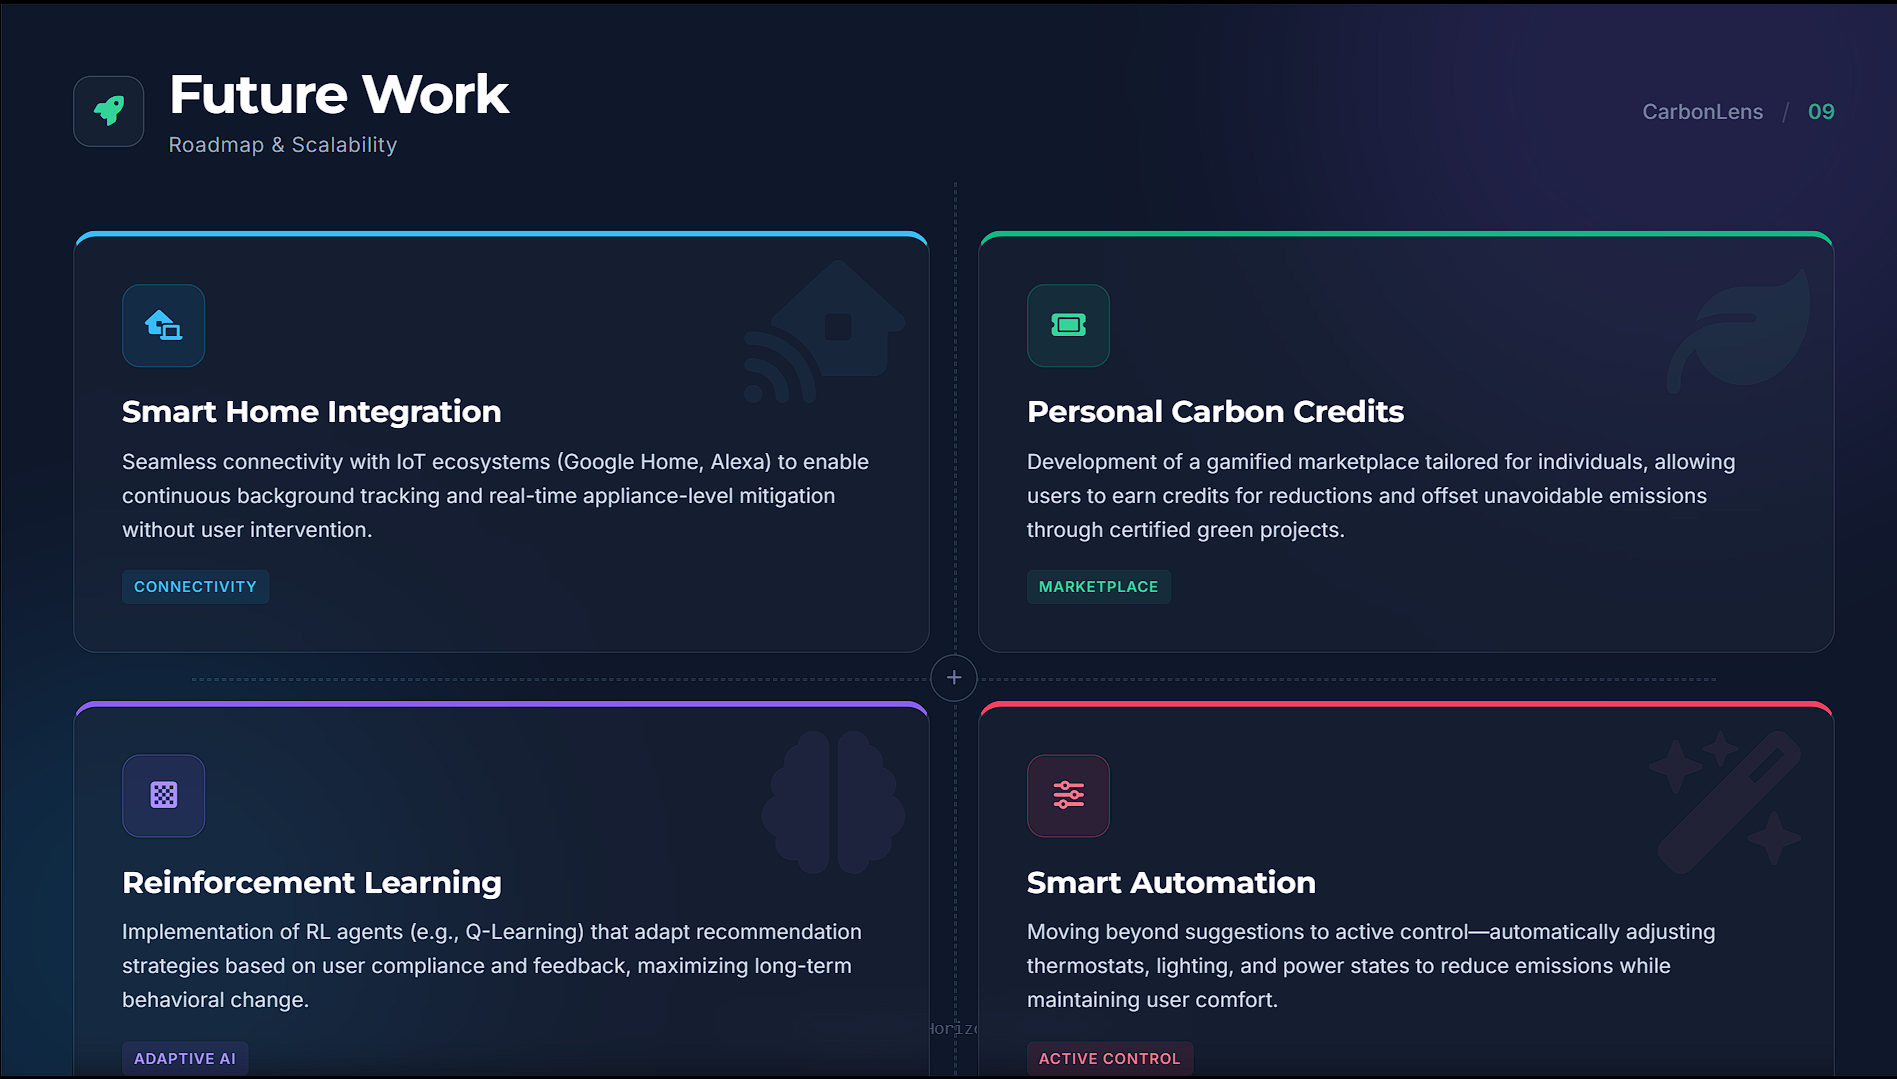 Future Work
Roadmap & Scalability
CarbonLens / 09
Smart Home Integration
Seamless connectivity with IoT ecosystems (Google Home, Alexa) to enable
continuous background tracking and real-time appliance-level mitigation
without user intervention.
CONNECTIVITY
Personal Carbon Credits
Development of a gamified marketplace tailored for individuals, allowing
users to earn credits for reductions and offset unavoidable emissions
through certified green projects.
MARKETPLACE
Reinforcement Learning
Implementation of RL agents (e.g., Q-Learning) that adapt recommendation
strategies based on user compliance and feedback, maximizing long-term
behavioral change.
ADAPTIVE AI
Smart Automation
Moving beyond suggestions to active control—automatically adjusting
thermostats, lighting, and power states to reduce emissions while
maintaining user comfort.
ACTIVE CONTROL